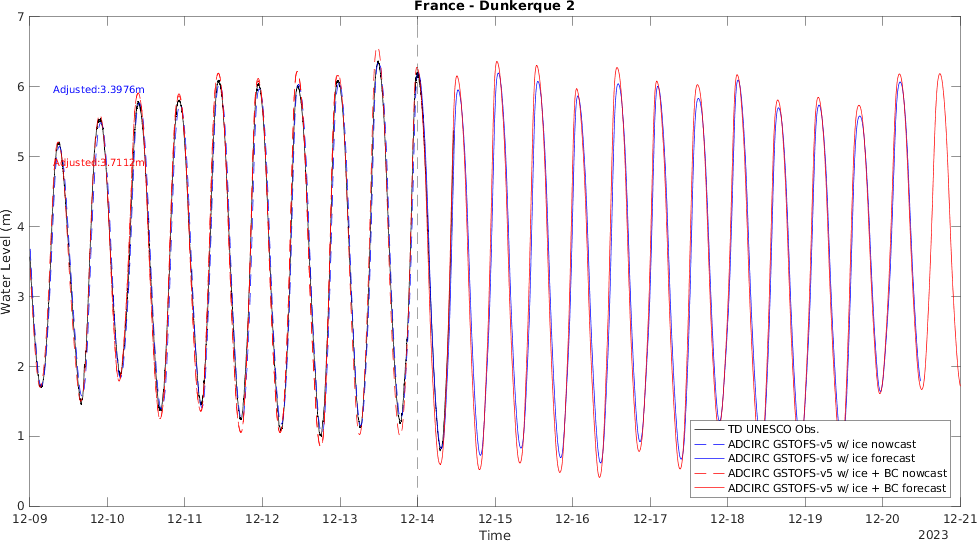 France - Dunkerque 2
7
6
5
4
3
2
1
0
Water Level (m)
Adjusted:3.3976m
Adjusted:3.7112m
TD UNESCO Obs.
ADCIRC GSTOFS-v5 w/ ice nowcast
ADCIRC GSTOFS-v5 w/ ice forecast
ADCIRC GSTOFS-v5 w/ ice + BC nowcast
ADCIRC GSTOFS-v5 w/ ice + BC forecast
12-09 12-10 12-11 12-12 12-13 12-14 12-15 12-16 12-17 12-18 12-19 12-20 12-21
Time
2023